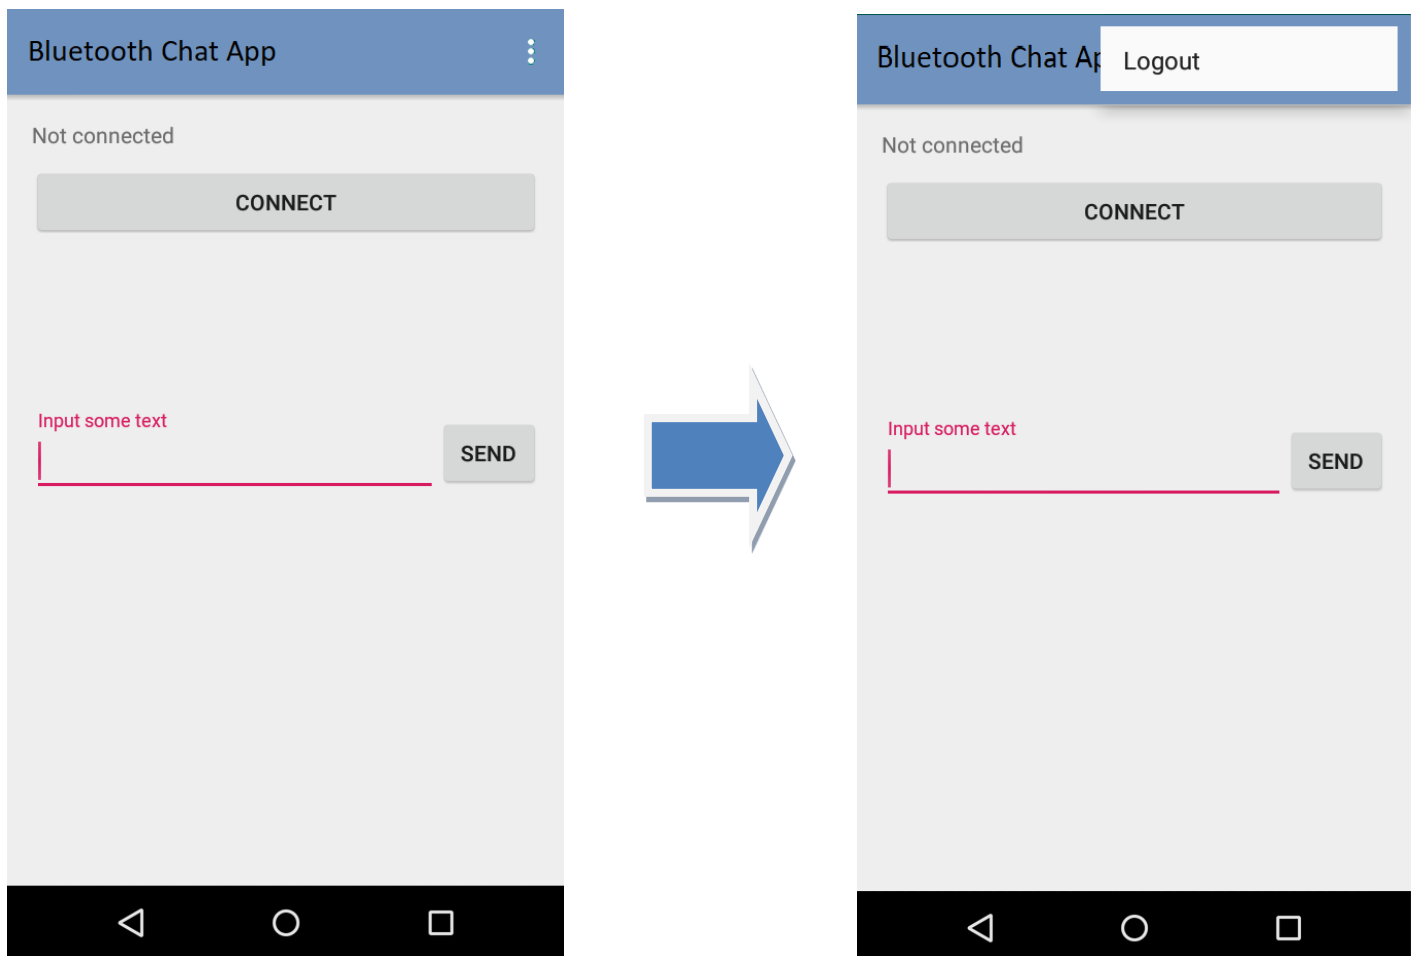 Bluetooth Chat App
Not connected
CONNECT
Input some text
SEND
Bluetooth Chat Ap
Logout
Not connected
CONNECT
Input some text
SEND